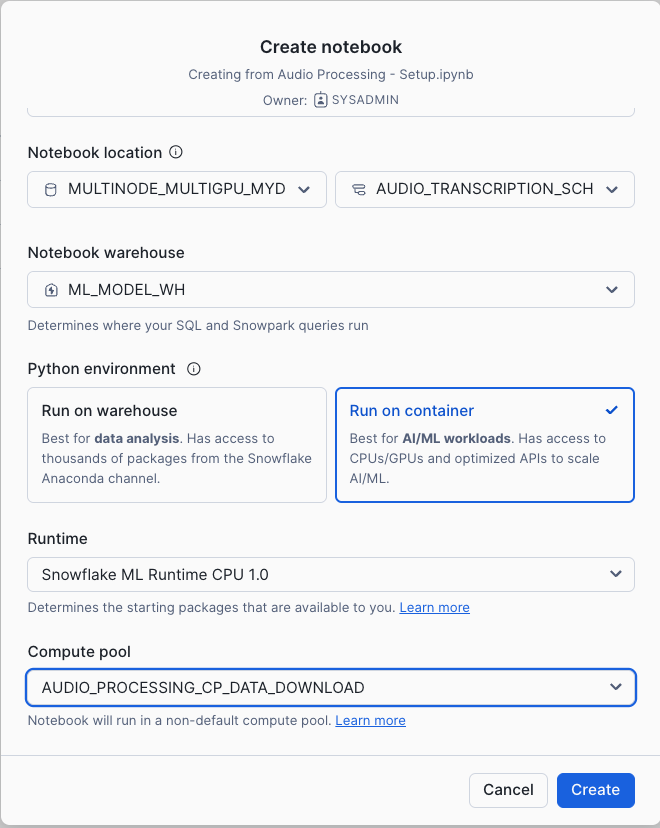 Create notebook
Creating from Audio Processing - Setup.ipynb
Owner: SYSADMIN
Notebook location
MULTINODE_MULTIGPU_MYD
AUDIO_TRANSCRIPTION_SCH
Notebook warehouse
ML_MODEL_WH
Determines where your SQL and Snowpark queries run
Python environment
Run on warehouse
Best for data analysis. Has access to
thousands of packages from the Snowflake
Anaconda channel.
Run on container
Best for AI/ML workloads. Has access to
CPUs/GPUs and optimized APIs to scale
AI/ML.
Runtime
Snowflake ML Runtime CPU 1.0
Determines the starting packages that are available to you. Learn more
Compute pool
AUDIO_PROCESSING_CP_DATA_DOWNLOAD
Notebook will run in a non-default compute pool. Learn more
Cancel
Create